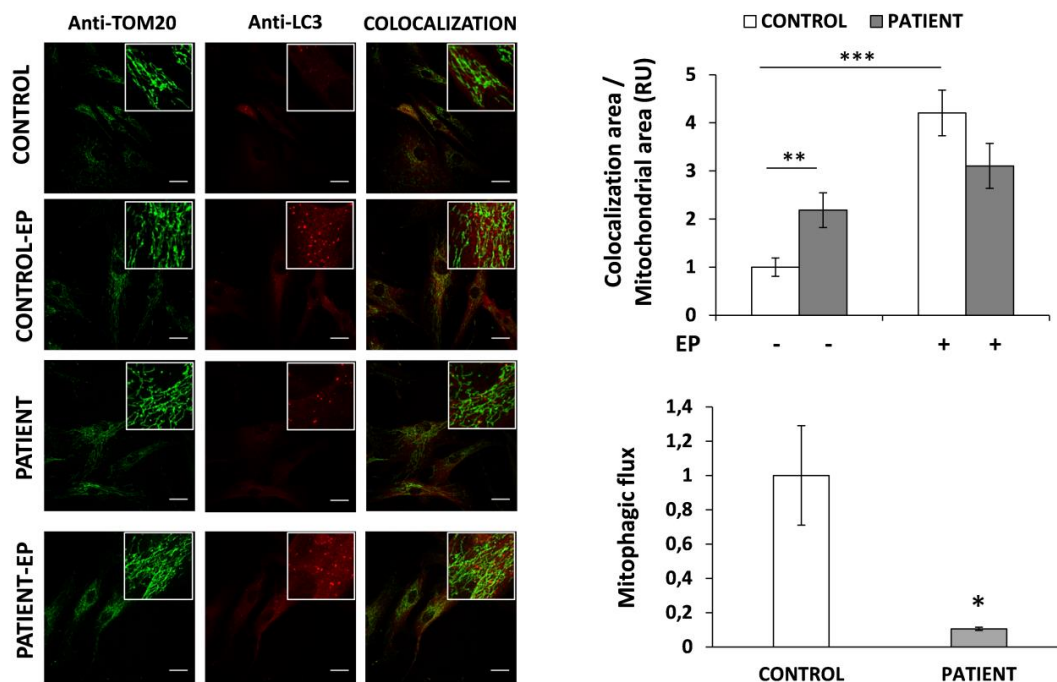 Anti-TOM20 Anti-LC3 COLOCALIZATION
CONTROL
CONTROL-EP
PATIENT
PATIENT-EP
CONTROL PATIENT
Colocalization area /
Mitochondrial area (RU)
5
4
3
2
1
0
***
**
EP - - + +
Mitophagic flux
1,4
1,2
1
0,8
0,6
0,4
0,2
0
*
CONTROL PATIENT